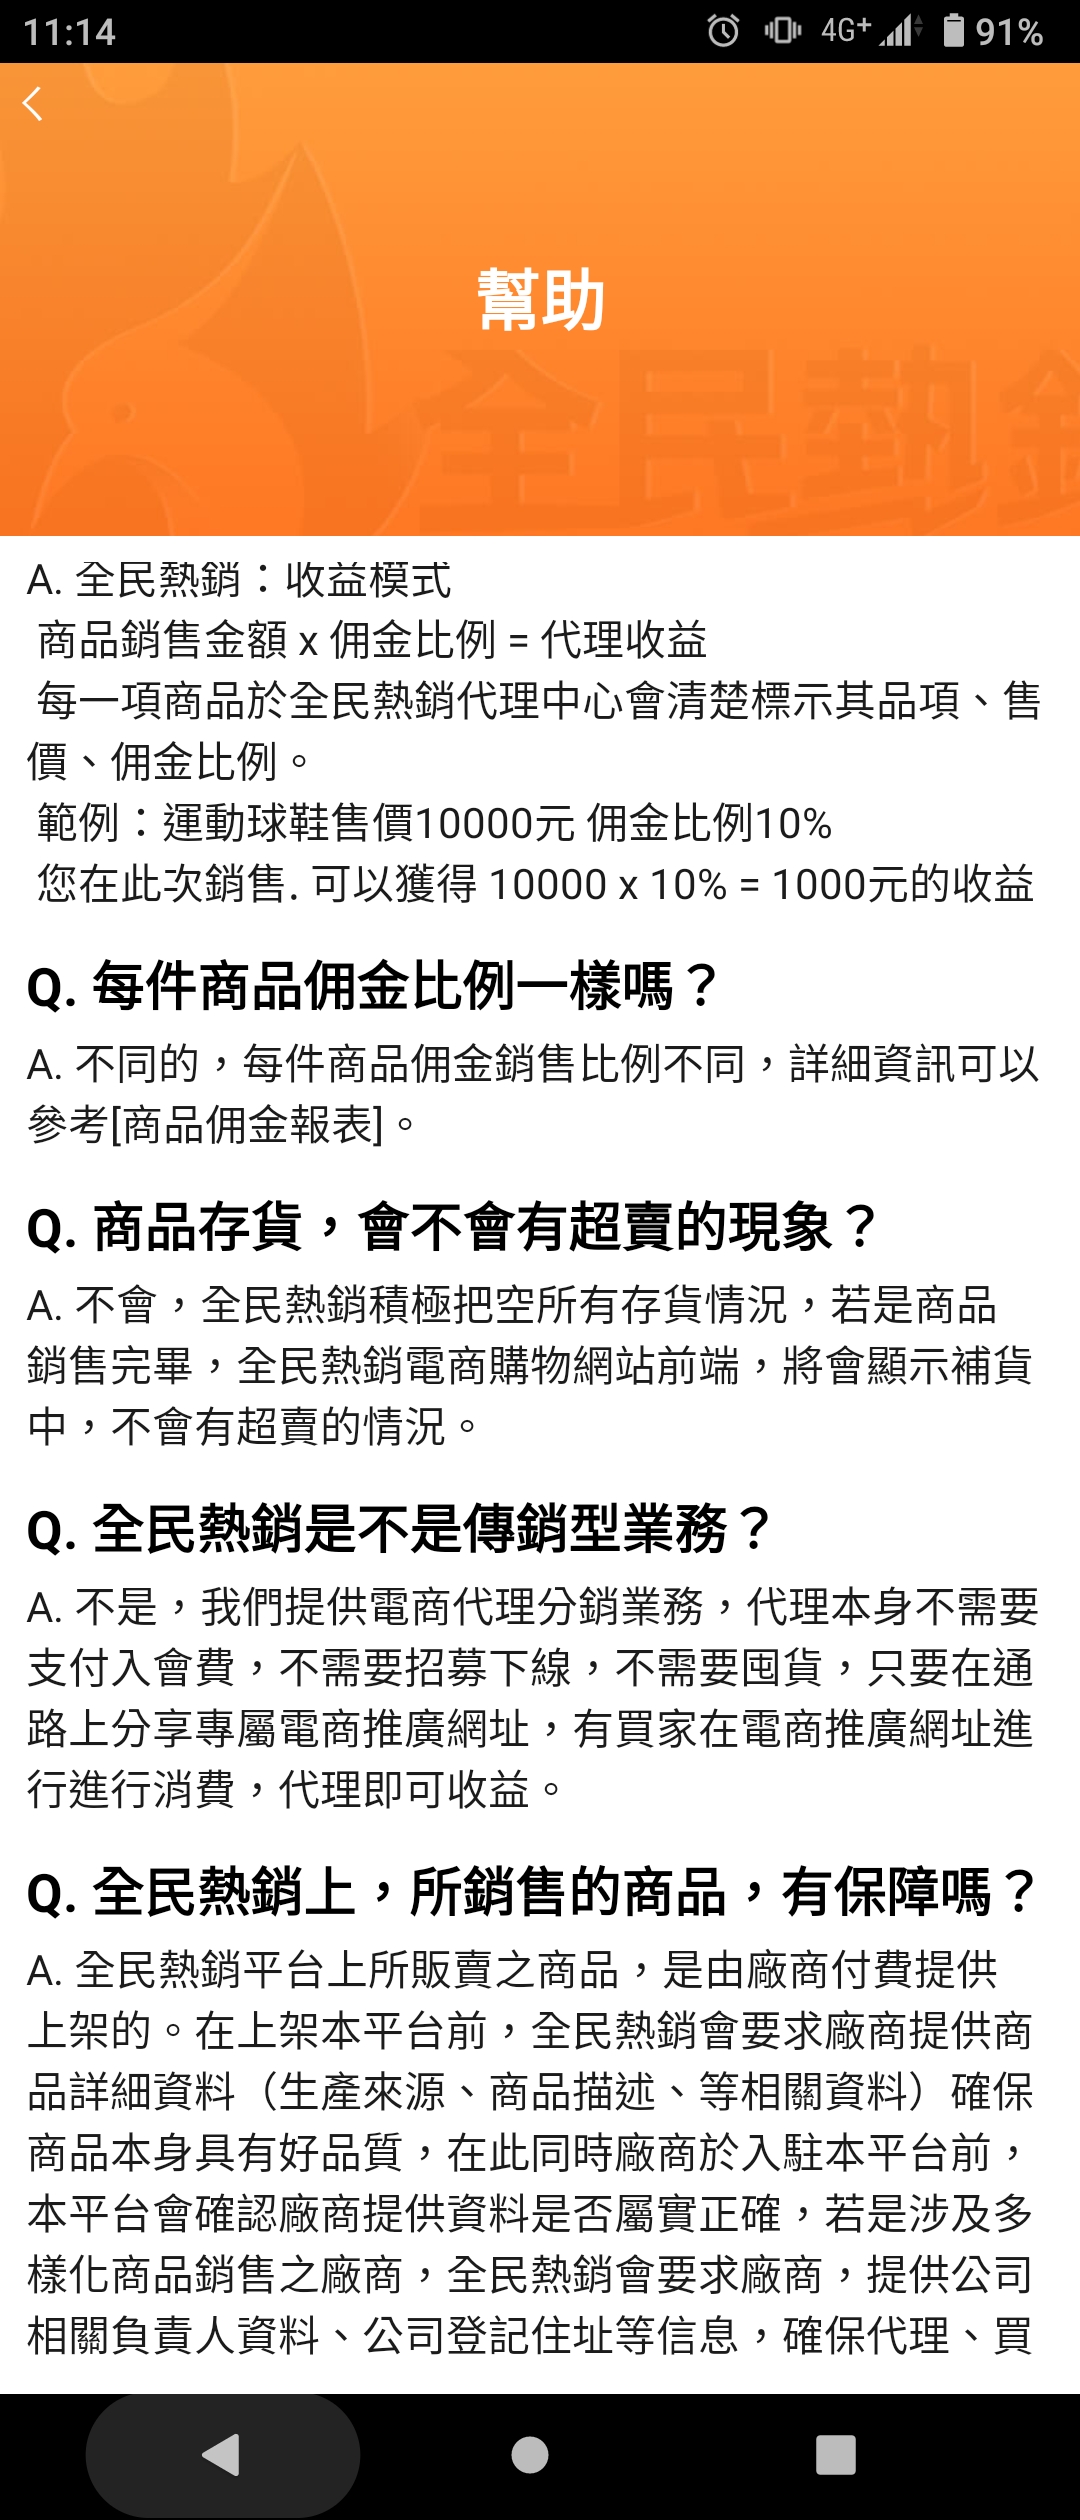 11:14
4G+ 91%
幫助
全民熱銷
A. 全民熱銷：收益模式
商品銷售金額 x 佣金比例 = 代理收益
每一項商品於全民熱銷代理中心會清楚標示其品項、售
價、佣金比例。
範例：運動球鞋售價10000元 佣金比例10%
您在此次銷售. 可以獲得 10000 x 10% = 1000元的收益
Q. 每件商品佣金比例一樣嗎？
A. 不同的，每件商品佣金銷售比例不同，詳細資訊可以
參考[商品佣金報表]。
Q. 商品存貨，會不會有超賣的現象？
A. 不會，全民熱銷積極把空所有存貨情況，若是商品
銷售完畢，全民熱銷電商購物網站前端，將會顯示補貨
中，不會有超賣的情況。
Q. 全民熱銷是不是傳銷型業務？
A. 不是，我們提供電商代理分銷業務，代理本身不需要
支付入會費，不需要招募下線，不需要囤貨，只要在通
路上分享專屬電商推廣網址，有買家在電商推廣網址進
行進行消費，代理即可收益。
Q. 全民熱銷上，所銷售的商品，有保障嗎？
A. 全民熱銷平台上所販賣之商品，是由廠商付費提供
上架的。在上架本平台前，全民熱銷會要求廠商提供商
品詳細資料（生產來源、商品描述、等相關資料）確保
商品本身具有好品質，在此同時廠商於入駐本平台前，
本平台會確認廠商提供資料是否屬實正確，若是涉及多
樣化商品銷售之廠商，全民熱銷會要求廠商，提供公司
相關負責人資料、公司登記住址等信息，確保代理、買